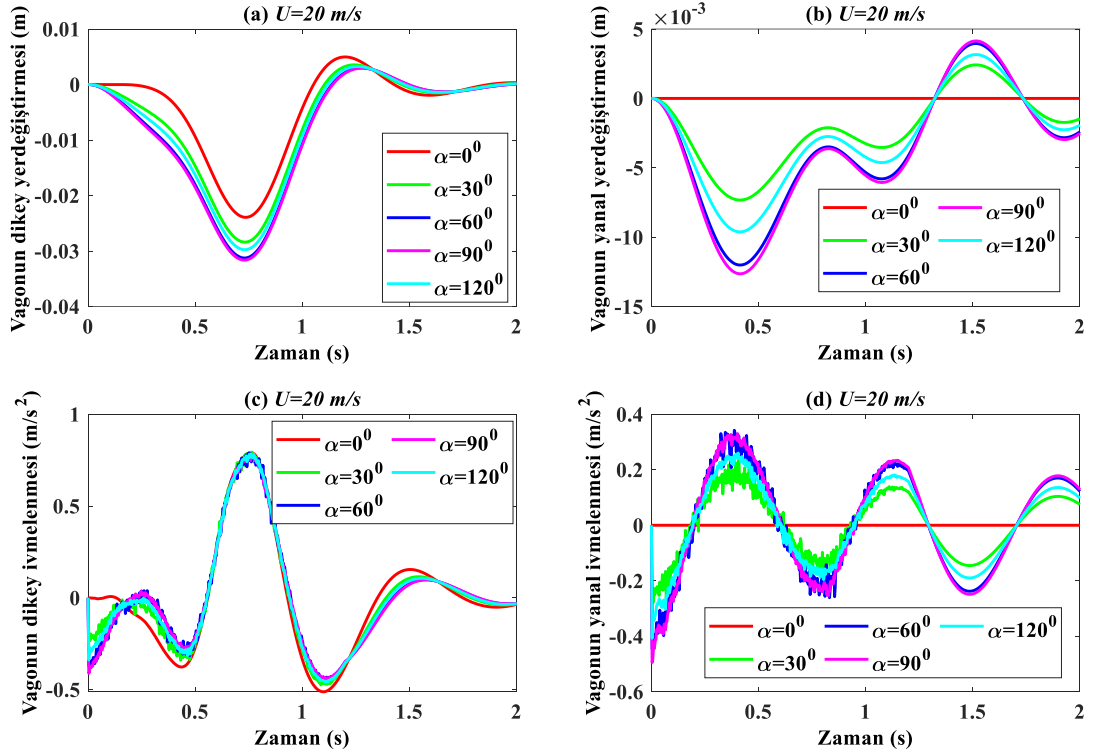 (a) U=20 m/s
Vagonun dikey yerdeğiştirmesi (m)
0.01
0
-0.01
-0.02
-0.03
-0.04
α=0⁰
α=30⁰
α=60⁰
α=90⁰
α=120⁰
0 0.5 1 1.5 2
Zaman (s)
(b) U=20 m/s
×10⁻³
Vagonun yanal yerdeğiştirmesi (m)
5
0
-5
-10
-15
α=0⁰ α=90⁰
α=30⁰ α=120⁰
α=60⁰
0 0.5 1 1.5 2
Zaman (s)
(c) U=20 m/s
Vagonun dikey ivmelenmesi (m/s²)
1
0.5
0
-0.5
α=0⁰ α=90⁰
α=30⁰ α=120⁰
α=60⁰
0 0.5 1 1.5 2
Zaman (s)
(d) U=20 m/s
Vagonun yanal ivmelenmesi (m/s²)
0.4
0.2
0
-0.2
-0.4
-0.6
α=0⁰ α=60⁰ α=120⁰
α=30⁰ α=90⁰
0 0.5 1 1.5 2
Zaman (s)